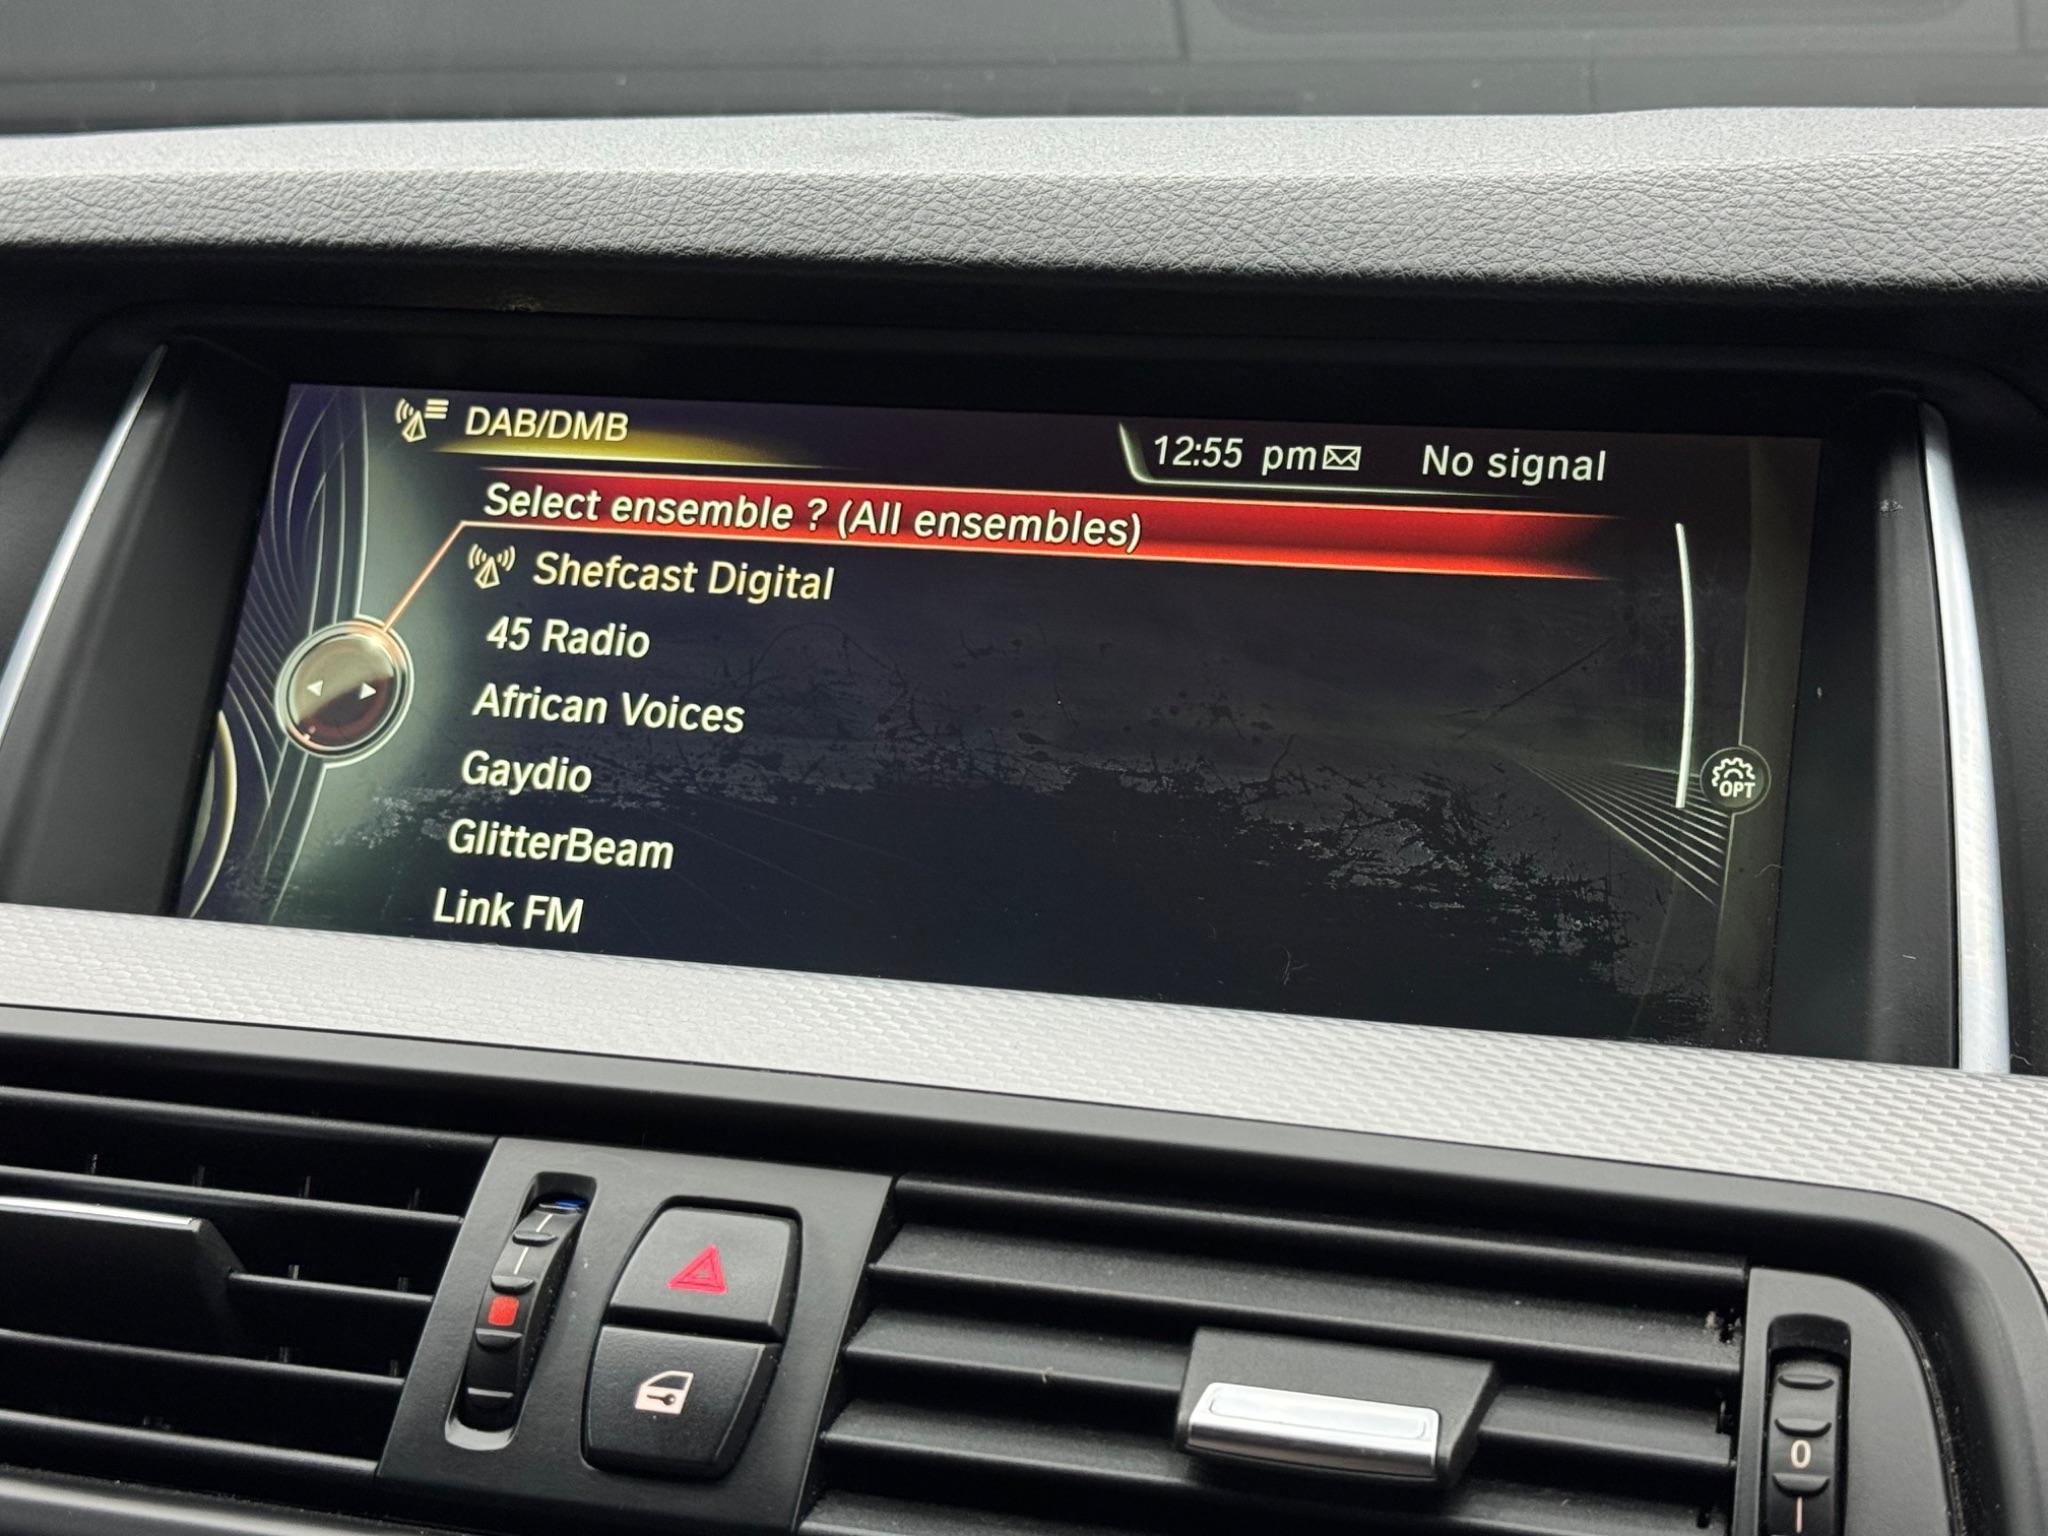 DAB/DMB
12:55 pm
No signal
Select ensemble ? (All ensembles)
Shefcast Digital
45 Radio
African Voices
Gaydio
GlitterBeam
Link FM
OPT
0